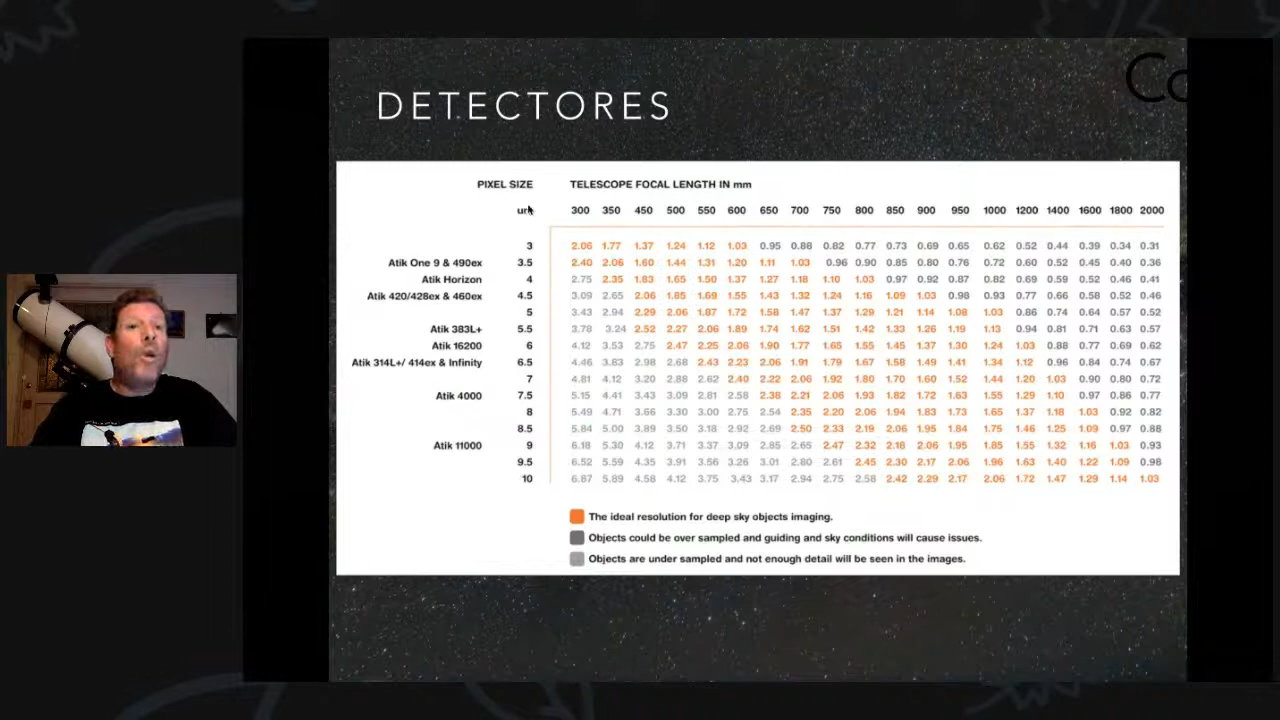 Co
DETECTORES
PIXEL SIZE TELESCOPE FOCAL LENGTH IN mm
um 300 350 450 500 550 600 650 700 750 800 850 900 950 1000 1200 1400 1600 1800 2000
3 2.06 1.77 1.37 1.24 1.12 1.03 0.95 0.88 0.82 0.77 0.73 0.69 0.65 0.62 0.52 0.44 0.39 0.34 0.31
Atik One 9 & 490ex 3.5 2.40 2.06 1.60 1.44 1.31 1.20 1.11 1.03 0.96 0.90 0.85 0.80 0.76 0.72 0.60 0.52 0.45 0.40 0.36
Atik Horizon 4 2.75 2.35 1.83 1.65 1.50 1.37 1.27 1.18 1.10 1.03 0.97 0.92 0.87 0.82 0.69 0.59 0.52 0.46 0.41
Atik 420/428ex & 460ex 4.5 3.09 2.65 2.06 1.85 1.69 1.55 1.43 1.32 1.24 1.16 1.09 1.03 0.98 0.93 0.77 0.66 0.58 0.52 0.46
5 3.43 2.94 2.29 2.06 1.87 1.72 1.58 1.47 1.37 1.29 1.21 1.14 1.08 1.03 0.86 0.74 0.64 0.57 0.52
Atik 383L+ 5.5 3.78 3.24 2.52 2.27 2.06 1.89 1.74 1.62 1.51 1.42 1.33 1.26 1.19 1.13 0.94 0.81 0.71 0.63 0.57
Atik 16200 6 4.12 3.53 2.75 2.47 2.25 2.06 1.90 1.77 1.65 1.55 1.45 1.37 1.30 1.24 1.03 0.88 0.77 0.69 0.62
Atik 314L+/ 414ex & Infinity 6.5 4.46 3.83 2.98 2.68 2.43 2.23 2.06 1.91 1.79 1.67 1.58 1.49 1.41 1.34 1.12 0.96 0.84 0.74 0.67
7 4.81 4.12 3.20 2.88 2.62 2.40 2.22 2.06 1.92 1.80 1.70 1.60 1.52 1.44 1.20 1.03 0.90 0.80 0.72
Atik 4000 7.5 5.15 4.41 3.43 3.09 2.81 2.58 2.38 2.21 2.06 1.93 1.82 1.72 1.63 1.55 1.29 1.10 0.97 0.86 0.77
8 5.49 4.71 3.66 3.30 3.00 2.75 2.54 2.35 2.20 2.06 1.94 1.83 1.73 1.65 1.37 1.18 1.03 0.92 0.82
8.5 5.84 5.00 3.89 3.50 3.18 2.92 2.69 2.50 2.33 2.19 2.06 1.95 1.84 1.75 1.46 1.25 1.09 0.97 0.88
Atik 11000 9 6.18 5.30 4.12 3.71 3.37 3.09 2.85 2.65 2.47 2.32 2.18 2.06 1.95 1.85 1.55 1.32 1.16 1.03 0.93
9.5 6.52 5.59 4.35 3.91 3.56 3.26 3.01 2.80 2.61 2.45 2.30 2.17 2.06 1.96 1.63 1.40 1.22 1.09 0.98
10 6.87 5.89 4.58 4.12 3.75 3.43 3.17 2.94 2.75 2.58 2.42 2.29 2.17 2.06 1.72 1.47 1.29 1.14 1.03
The ideal resolution for deep sky objects imaging.
Objects could be over sampled and guiding and sky conditions will cause issues.
Objects are under sampled and not enough detail will be seen in the images.